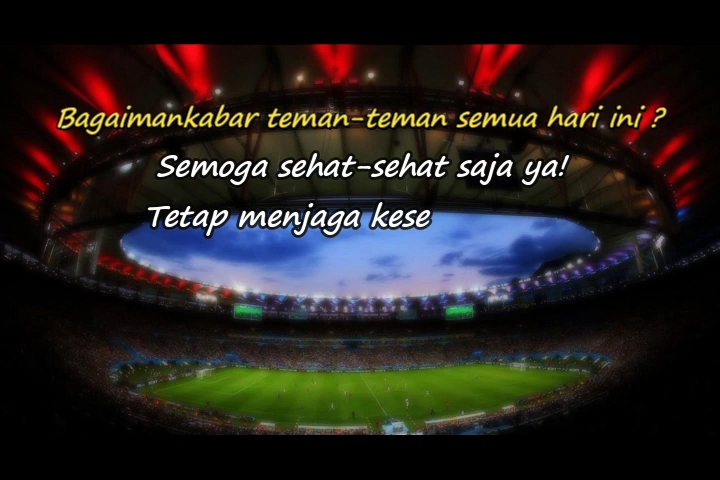 Bagaimankabar teman-teman semua hari ini ?
Semoga sehat-sehat saja ya!
Tetap menjaga kese